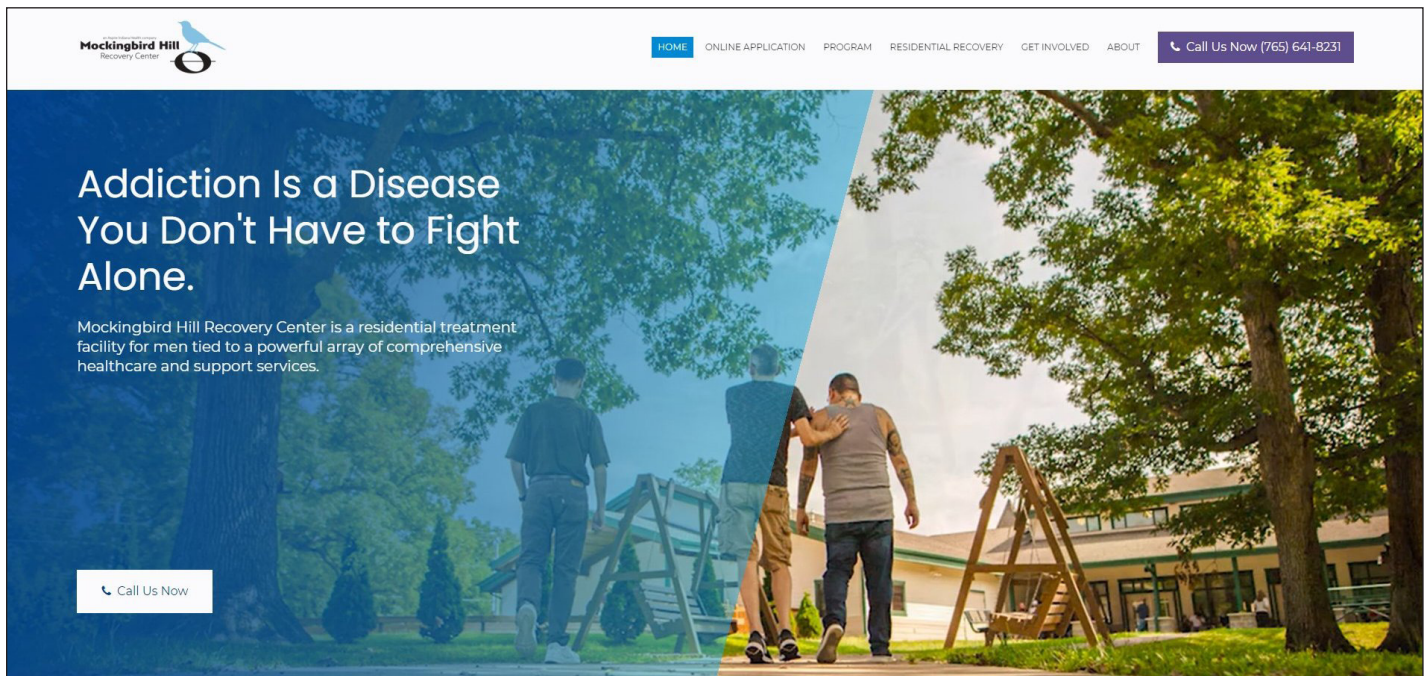 Mockingbird Hill
Recovery Center
HOME
ONLINE APPLICATION
PROGRAM
RESIDENTIAL RECOVERY
GET INVOLVED
ABOUT
Call Us Now (765) 641-8231
Addiction Is a Disease
You Don't Have to Fight
Alone.
Mockingbird Hill Recovery Center is a residential treatment
facility for men tied to a powerful array of comprehensive
healthcare and support services.
Call Us Now